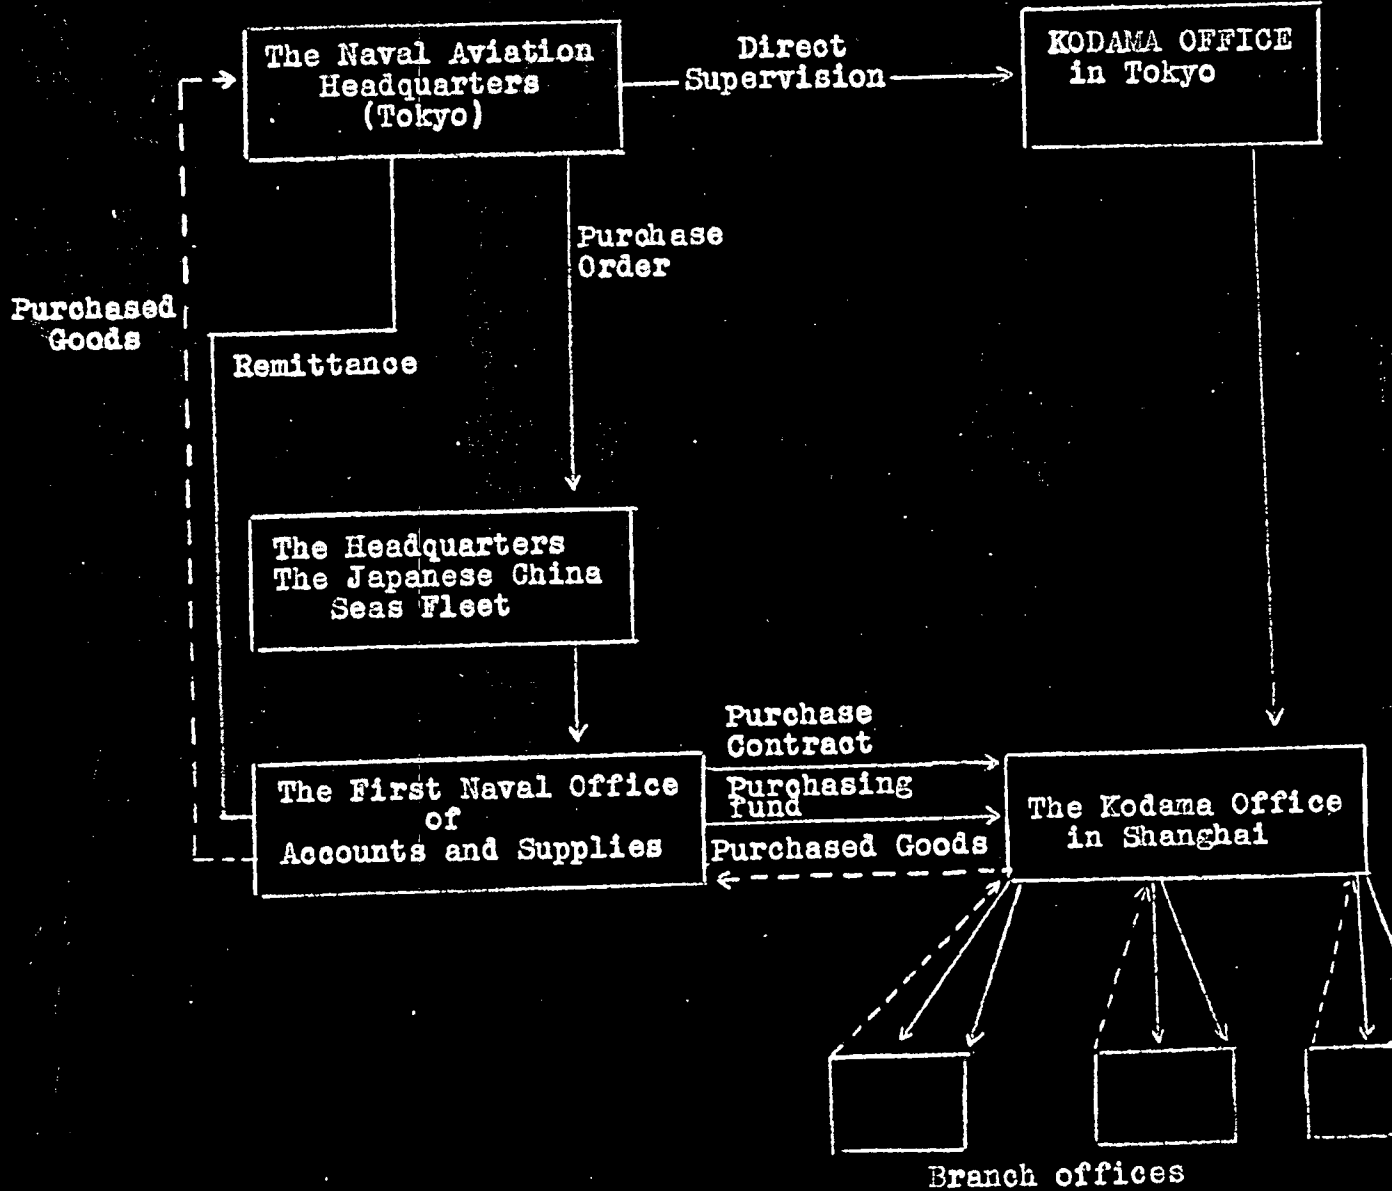 The Naval Aviation
Headquarters
(Tokyo)
Direct
Supervision
KODAMA OFFICE
in Tokyo
Purchase
Order
Purchased
Goods
Remittance
The Headquarters
The Japanese China
Seas Fleet
Purchase
Contract
The First Naval Office
of
Accounts and Supplies
Purchasing
fund
Purchased Goods
The Kodama Office
in Shanghai
Branch offices